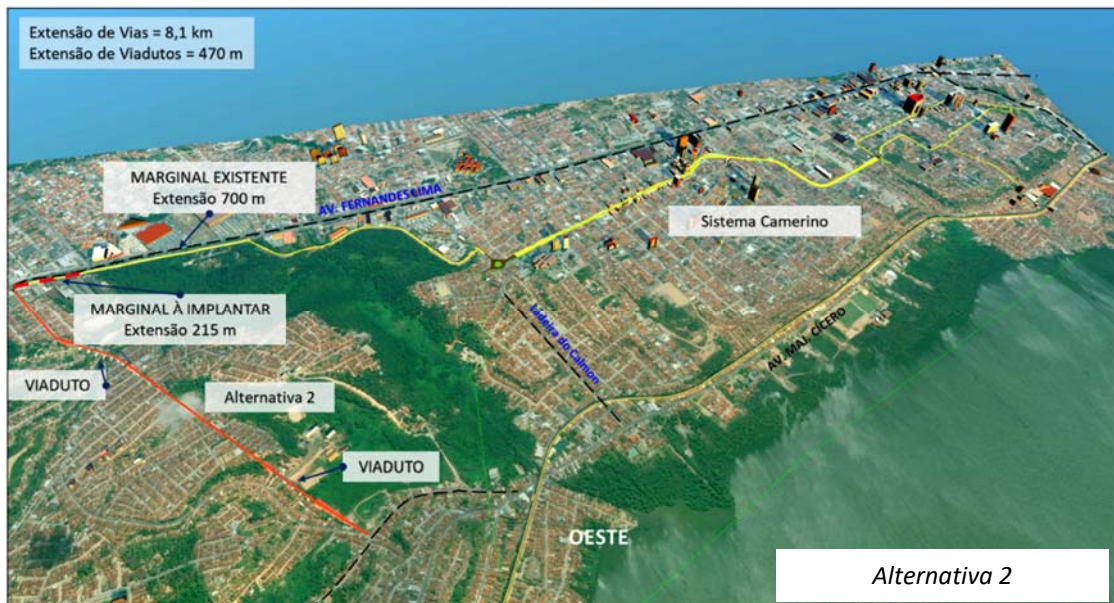 Extensão de Vias = 8,1 km
Extensão de Viadutos = 470 m
MARGINAL EXISTENTE
Extensão 700 m
AV. FERNANDES LIMA
Sistema Camerino
MARGINAL À IMPLANTAR
Extensão 215 m
Ladeira do Calmon
AV. MAJ. CÍCERO
VIADUTO
Alternativa 2
VIADUTO
OESTE
Alternativa 2